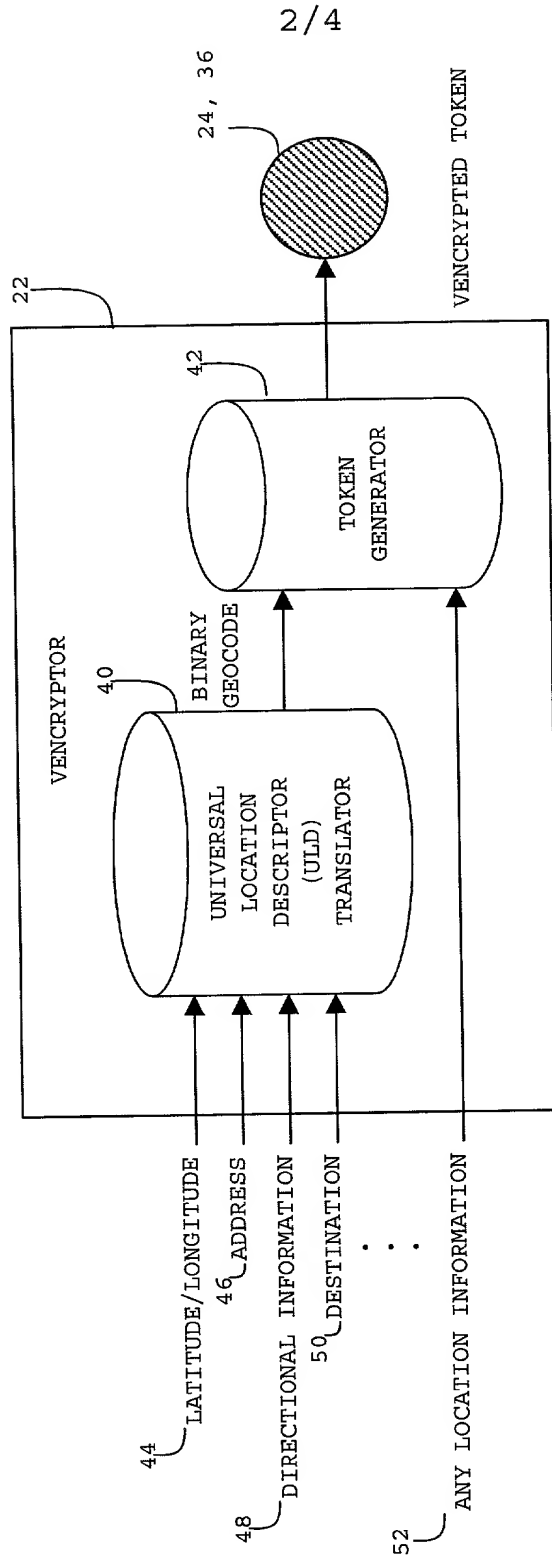 2/4
22
VENCRYPTOR
40
UNIVERSAL
LOCATION
DESCRIPTOR
(ULD)
TRANSLATOR
BINARY
GEOCODE
42
TOKEN
GENERATOR
24, 36
VENCRYPTED TOKEN
44
LATITUDE/LONGITUDE
46
ADDRESS
48
DIRECTIONAL INFORMATION
50
DESTINATION
. . .
52
ANY LOCATION INFORMATION